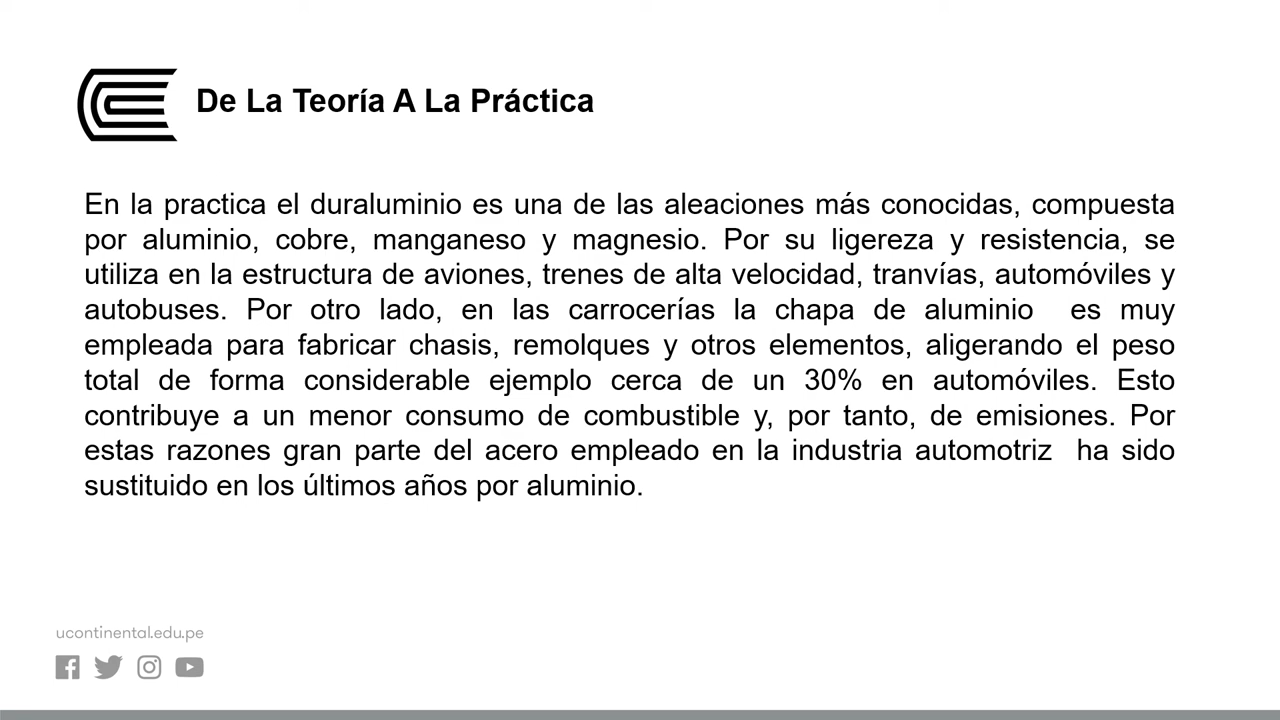 De La Teoría A La Práctica
En la practica el duraluminio es una de las aleaciones más conocidas, compuesta
por aluminio, cobre, manganeso y magnesio. Por su ligereza y resistencia, se
utiliza en la estructura de aviones, trenes de alta velocidad, tranvías, automóviles y
autobuses. Por otro lado, en las carrocerías la chapa de aluminio es muy
empleada para fabricar chasis, remolques y otros elementos, aligerando el peso
total de forma considerable ejemplo cerca de un 30% en automóviles. Esto
contribuye a un menor consumo de combustible y, por tanto, de emisiones. Por
estas razones gran parte del acero empleado en la industria automotriz ha sido
sustituido en los últimos años por aluminio.
ucontinental.edu.pe